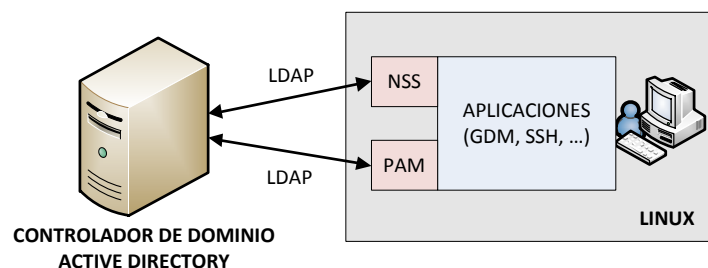 LDAP
NSS
APLICACIONES
(GDM, SSH, ...)
LDAP
PAM
LINUX
CONTROLADOR DE DOMINIO
ACTIVE DIRECTORY